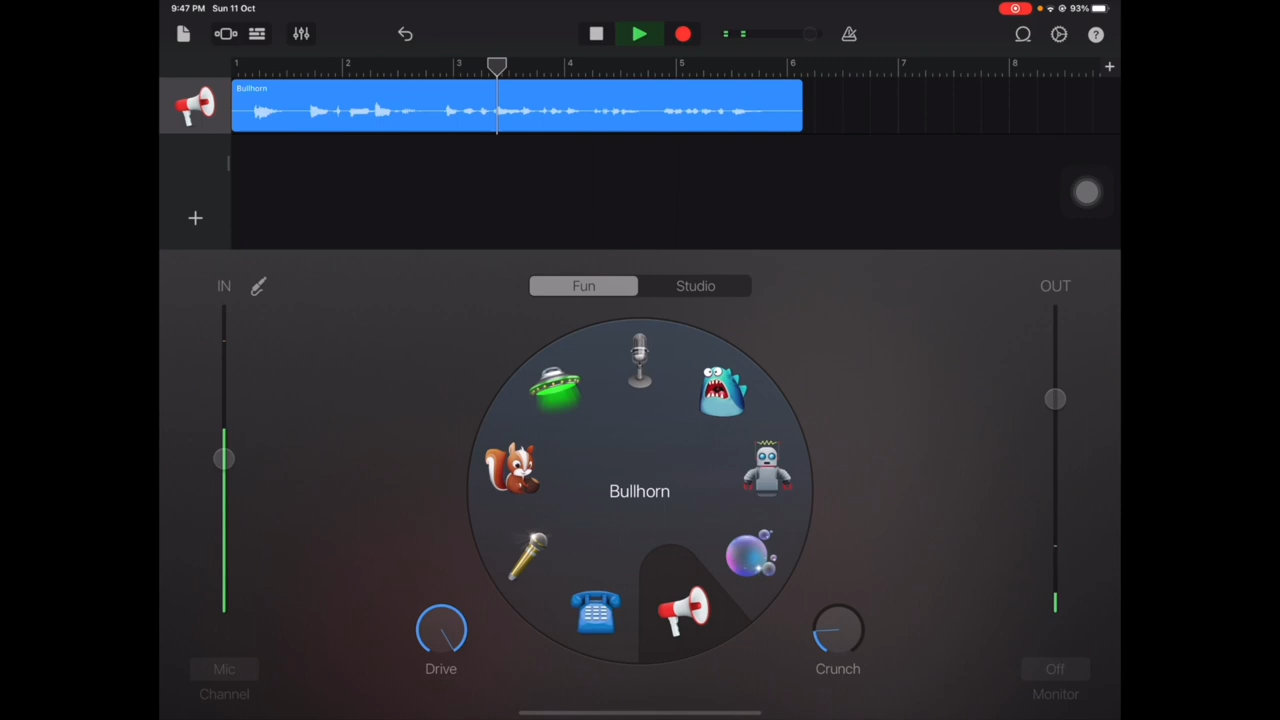 9:47 PM Sun 11 Oct 93%
1 2 3 4 5 6 7 8
Bullhorn
IN Fun Studio OUT
Bullhorn
Drive Crunch
Mic Off
Channel Monitor